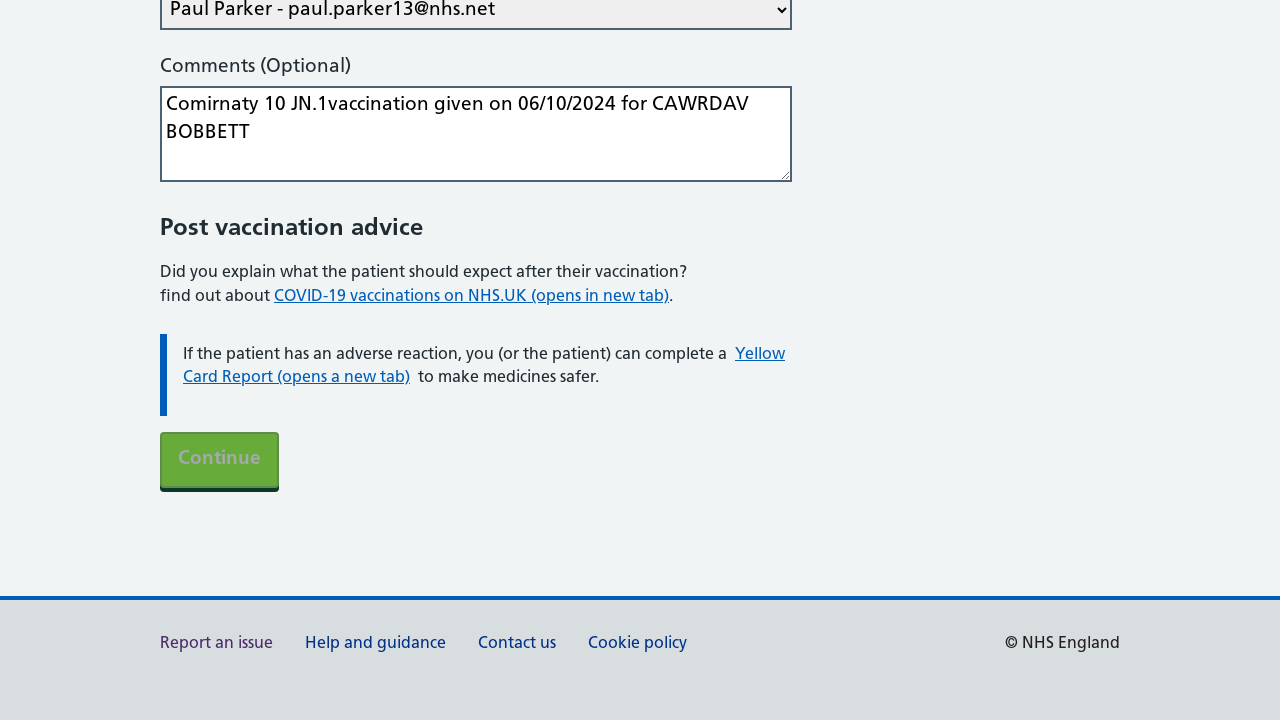 Paul Parker - paul.parker13@nhs.net
Comments (Optional)
Comirnaty 10 JN.1vaccination given on 06/10/2024 for CAWRDAV
BOBBETT
Post vaccination advice
Did you explain what the patient should expect after their vaccination?
find out about COVID-19 vaccinations on NHS.UK (opens in new tab).
If the patient has an adverse reaction, you (or the patient) can complete a Yellow
Card Report (opens a new tab) to make medicines safer.
Continue
Report an issue Help and guidance Contact us Cookie policy © NHS England